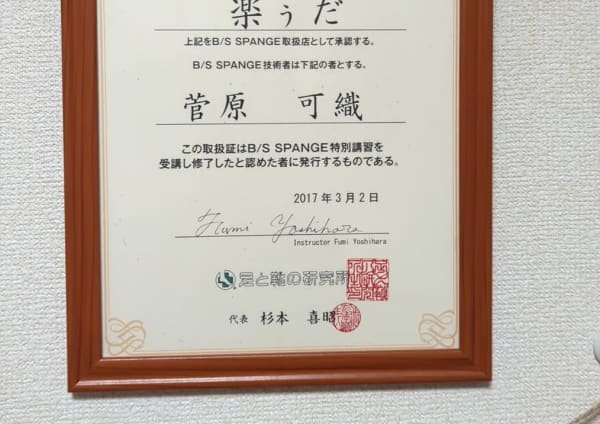 楽ぅだ
上記をB/S SPANGE取扱店として承認する。
B/S SPANGE技術者は下記の者とする。
菅原 可織
この取扱証はB/S SPANGE特別講習を
受講し修了したと認めた者に発行するものである。
2017年3月2日
Fumi Yoshihara
Instructor Fumi Yoshihara
足と靴の研究所
代表 杉本 喜昭